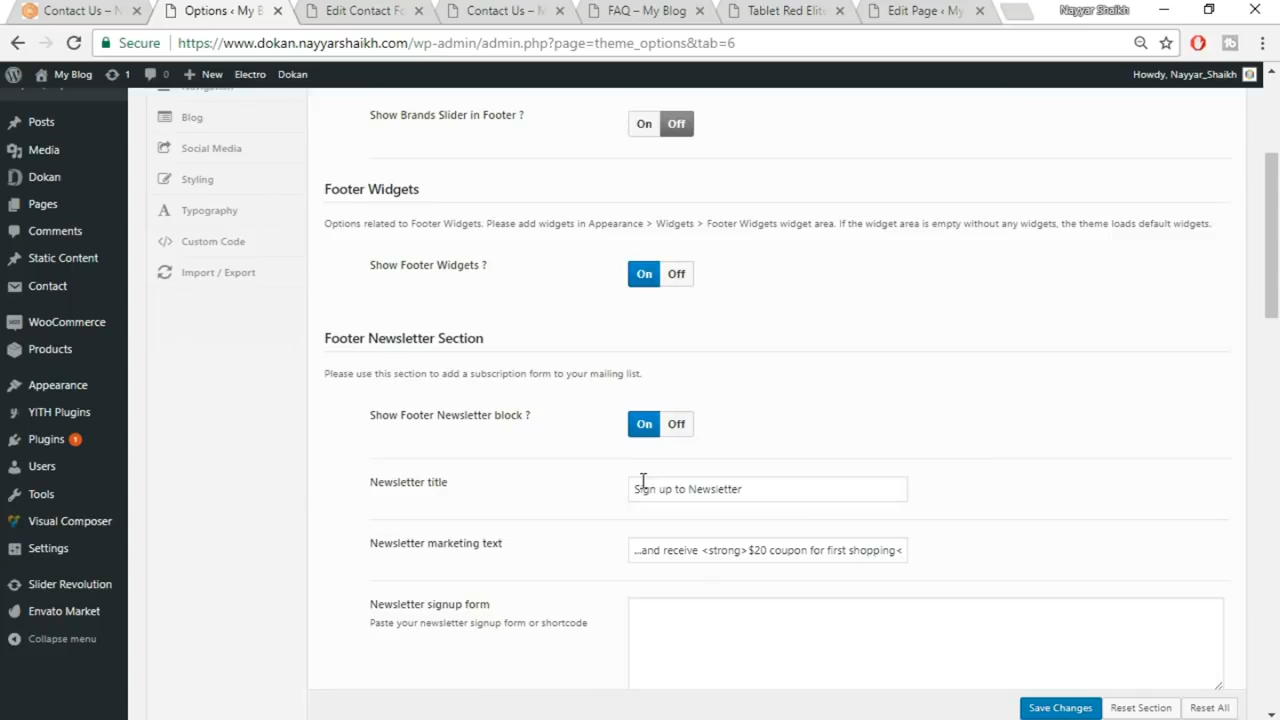 Contact Us – N
Options ‹ My B
Edit Contact Fo
Contact Us – M
FAQ – My Blog
Tablet Red Elite
Edit Page ‹ My
Nayyar Shaikh
Secure
https://www.dokan.nayyarshaikh.com/wp-admin/admin.php?page=theme_options&tab=6
My Blog
1
0
New
Electro
Dokan
Howdy, Nayyar_Shaikh
Posts
Media
Dokan
Pages
Comments
Static Content
Contact
WooCommerce
Products
Appearance
YITH Plugins
Plugins 1
Users
Tools
Visual Composer
Settings
Slider Revolution
Envato Market
Collapse menu
Navigation
Blog
Social Media
Styling
Typography
Custom Code
Import / Export
Show Brands Slider in Footer ?
On Off
Footer Widgets
Options related to Footer Widgets. Please add widgets in Appearance > Widgets > Footer Widgets widget area. If the widget area is empty without any widgets, the theme loads default widgets.
Show Footer Widgets ?
On Off
Footer Newsletter Section
Please use this section to add a subscription form to your mailing list.
Show Footer Newsletter block ?
On Off
Newsletter title
Sign up to Newsletter
Newsletter marketing text
...and receive <strong>$20 coupon for first shopping<
Newsletter signup form
Paste your newsletter signup form or shortcode
Save Changes
Reset Section
Reset All